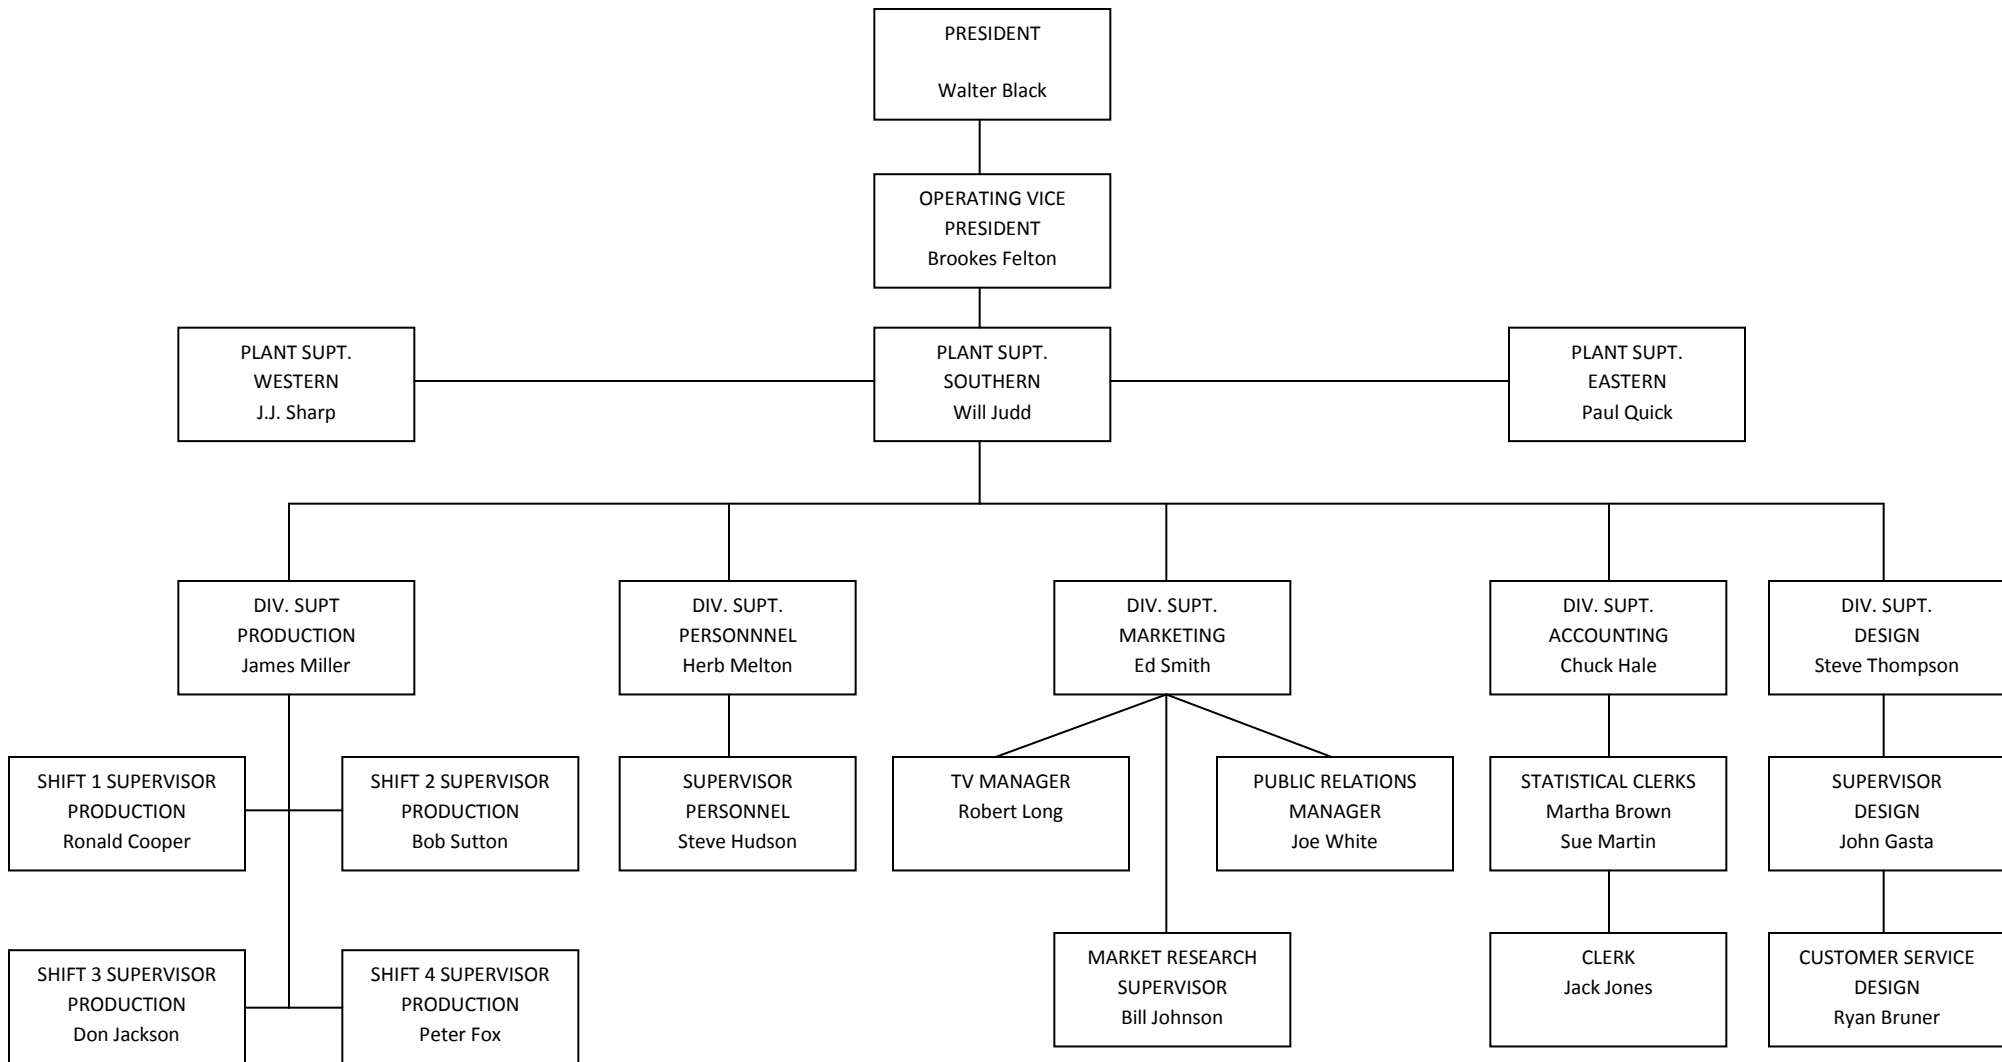 PRESIDENT
Walter Black
OPERATING VICE
PRESIDENT
Brookes Felton
PLANT SUPT.
WESTERN
J.J. Sharp
PLANT SUPT.
SOUTHERN
Will Judd
PLANT SUPT.
EASTERN
Paul Quick
DIV. SUPT
PRODUCTION
James Miller
DIV. SUPT.
PERSONNNEL
Herb Melton
DIV. SUPT.
MARKETING
Ed Smith
DIV. SUPT.
ACCOUNTING
Chuck Hale
DIV. SUPT.
DESIGN
Steve Thompson
SHIFT 1 SUPERVISOR
PRODUCTION
Ronald Cooper
SHIFT 2 SUPERVISOR
PRODUCTION
Bob Sutton
SUPERVISOR
PERSONNEL
Steve Hudson
TV MANAGER
Robert Long
PUBLIC RELATIONS
MANAGER
Joe White
STATISTICAL CLERKS
Martha Brown
Sue Martin
SUPERVISOR
DESIGN
John Gasta
SHIFT 3 SUPERVISOR
PRODUCTION
Don Jackson
SHIFT 4 SUPERVISOR
PRODUCTION
Peter Fox
MARKET RESEARCH
SUPERVISOR
Bill Johnson
CLERK
Jack Jones
CUSTOMER SERVICE
DESIGN
Ryan Bruner